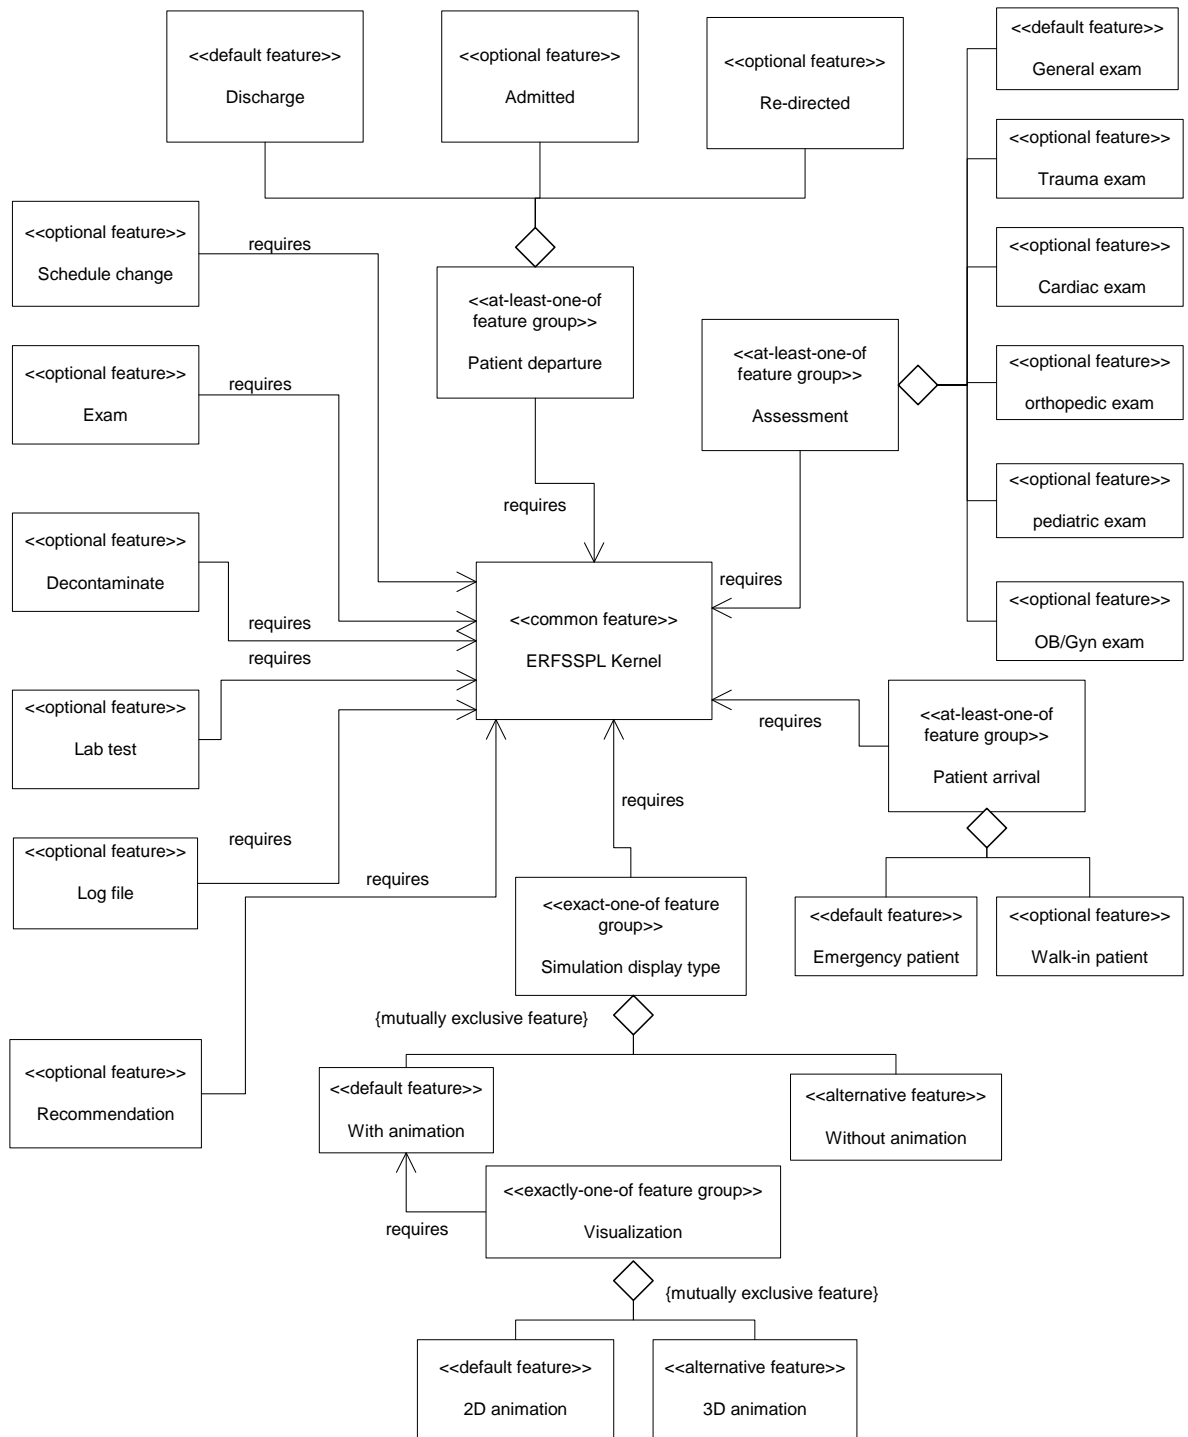 <<default feature>>
Discharge
<<optional feature>>
Admitted
<<optional feature>>
Re-directed
<<default feature>>
General exam
<<optional feature>>
Trauma exam
<<optional feature>>
Cardiac exam
<<optional feature>>
orthopedic exam
<<optional feature>>
pediatric exam
<<optional feature>>
OB/Gyn exam
<<optional feature>>
Schedule change
requires
<<at-least-one-of
feature group>>
Patient departure
<<at-least-one-of
feature group>>
Assessment
<<optional feature>>
Exam
requires
requires
requires
<<optional feature>>
Decontaminate
requires
<<common feature>>
ERFSSPL Kernel
requires
<<optional feature>>
Lab test
requires
<<at-least-one-of
feature group>>
Patient arrival
requires
<<optional feature>>
Log file
requires
requires
<<exact-one-of feature
group>>
Simulation display type
<<default feature>>
Emergency patient
<<optional feature>>
Walk-in patient
{mutually exclusive feature}
<<optional feature>>
Recommendation
<<default feature>>
With animation
<<alternative feature>>
Without animation
requires
<<exactly-one-of feature group>>
Visualization
{mutually exclusive feature}
<<default feature>>
2D animation
<<alternative feature>>
3D animation